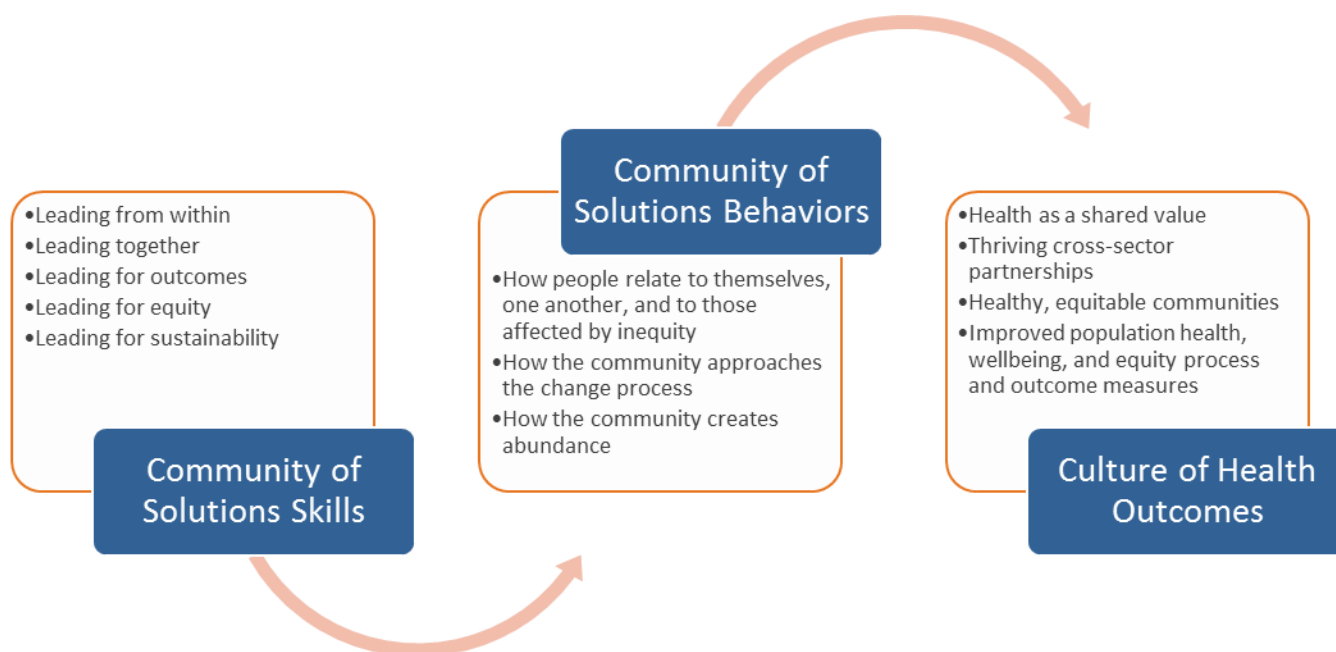 •Leading from within
•Leading together
•Leading for outcomes
•Leading for equity
•Leading for sustainability
Community of
Solutions Skills
Community of
Solutions Behaviors
•How people relate to themselves,
one another, and to those
affected by inequity
•How the community approaches
the change process
•How the community creates
abundance
•Health as a shared value
•Thriving cross-sector
partnerships
•Healthy, equitable communities
•Improved population health,
wellbeing, and equity process
and outcome measures
Culture of Health
Outcomes